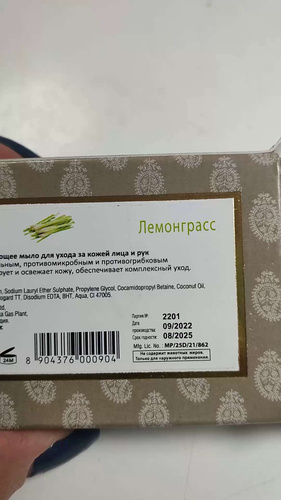 Лемонграсс
ющее мыло для ухода за кожей лица и рук
льным, противомикробным и противогрибковым
рует и освежает кожу, обеспечивает комплексный уход.
, Sodium Lauryl Ether Sulphate, Propylene Glycol, Cocamidopropyl Betaine, Coconut Oil,
ogard TT, Disodium EDTA, BHT, Aqua, CI 47005.
Ltd.
a Gas Plant,
дия.
к
Партия №: 2201
Дата производства: 09/2022
Срок годности: 08/2025
Mfg. Lic. No. MP/25D/21/862
Не содержит животных жиров.
Только для наружного применения.
24M
8 904376 000904